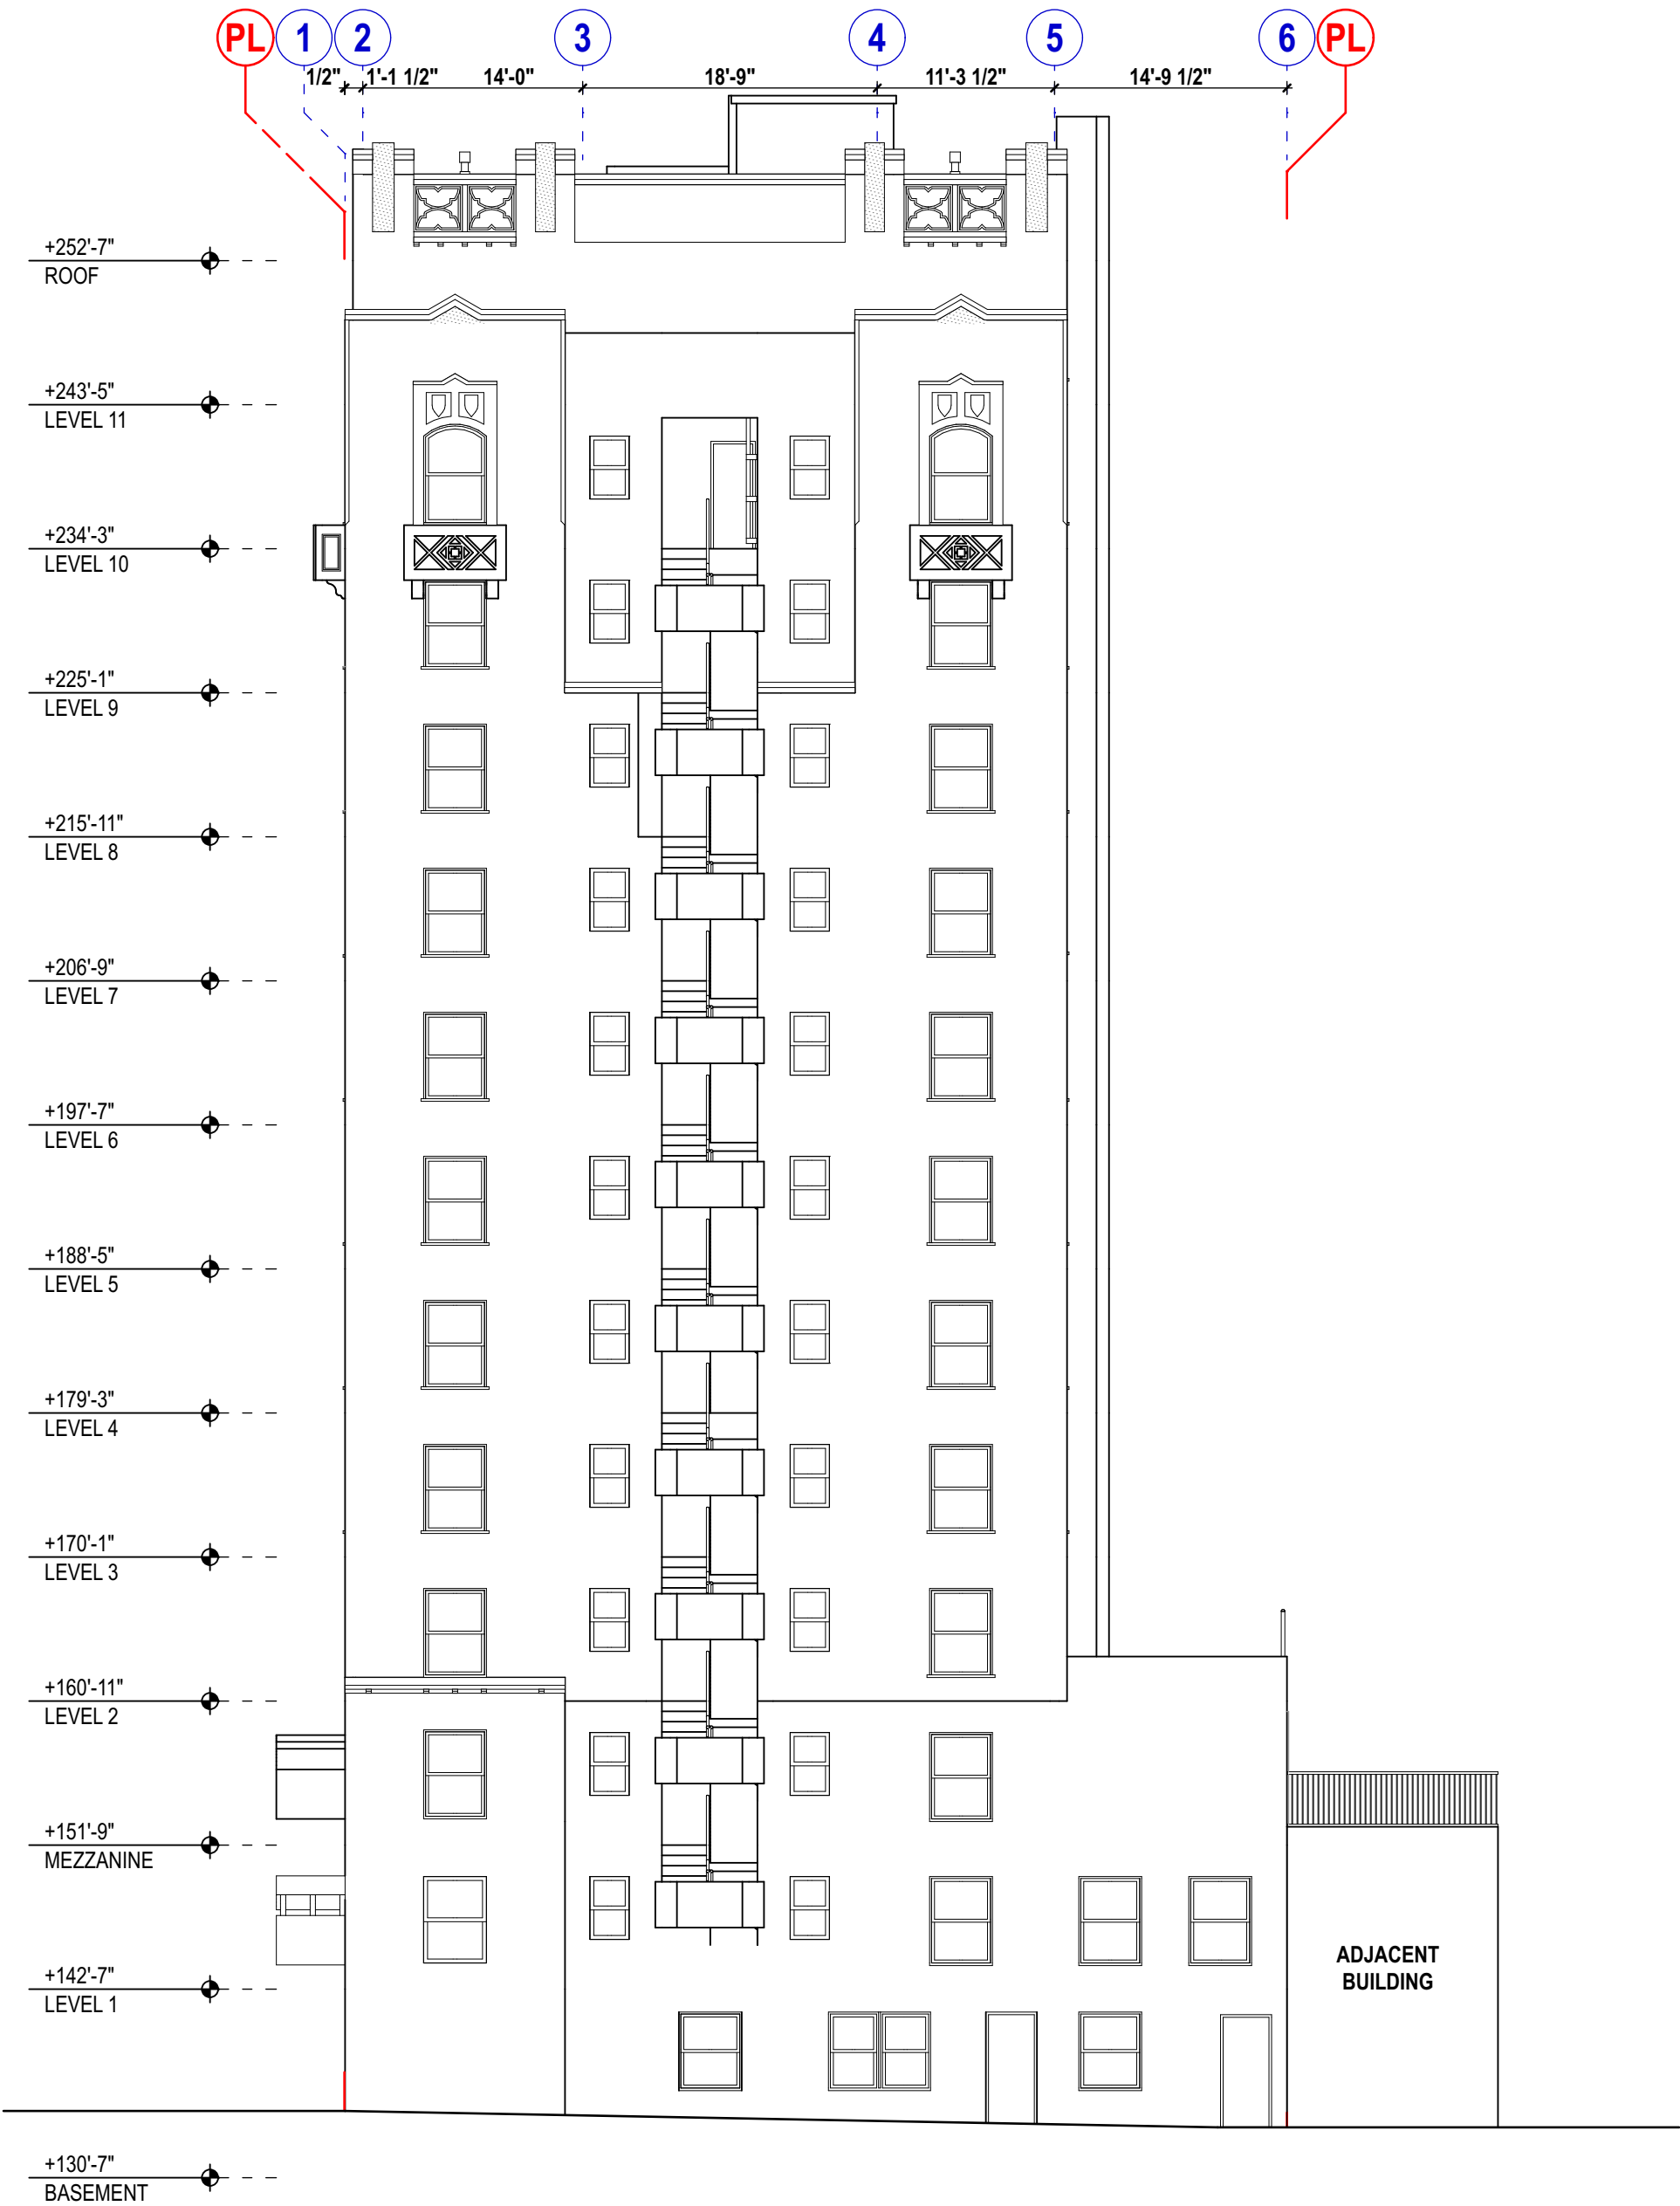 PL 1 2 3 4 5 6 PL
1/2" 1'-1 1/2" 14'-0" 18'-9" 11'-3 1/2" 14'-9 1/2"
+252'-7"
ROOF
+243'-5"
LEVEL 11
+234'-3"
LEVEL 10
+225'-1"
LEVEL 9
+215'-11"
LEVEL 8
+206'-9"
LEVEL 7
+197'-7"
LEVEL 6
+188'-5"
LEVEL 5
+179'-3"
LEVEL 4
+170'-1"
LEVEL 3
+160'-11"
LEVEL 2
+151'-9"
MEZZANINE
ADJACENT
BUILDING
+142'-7"
LEVEL 1
+130'-7"
BASEMENT